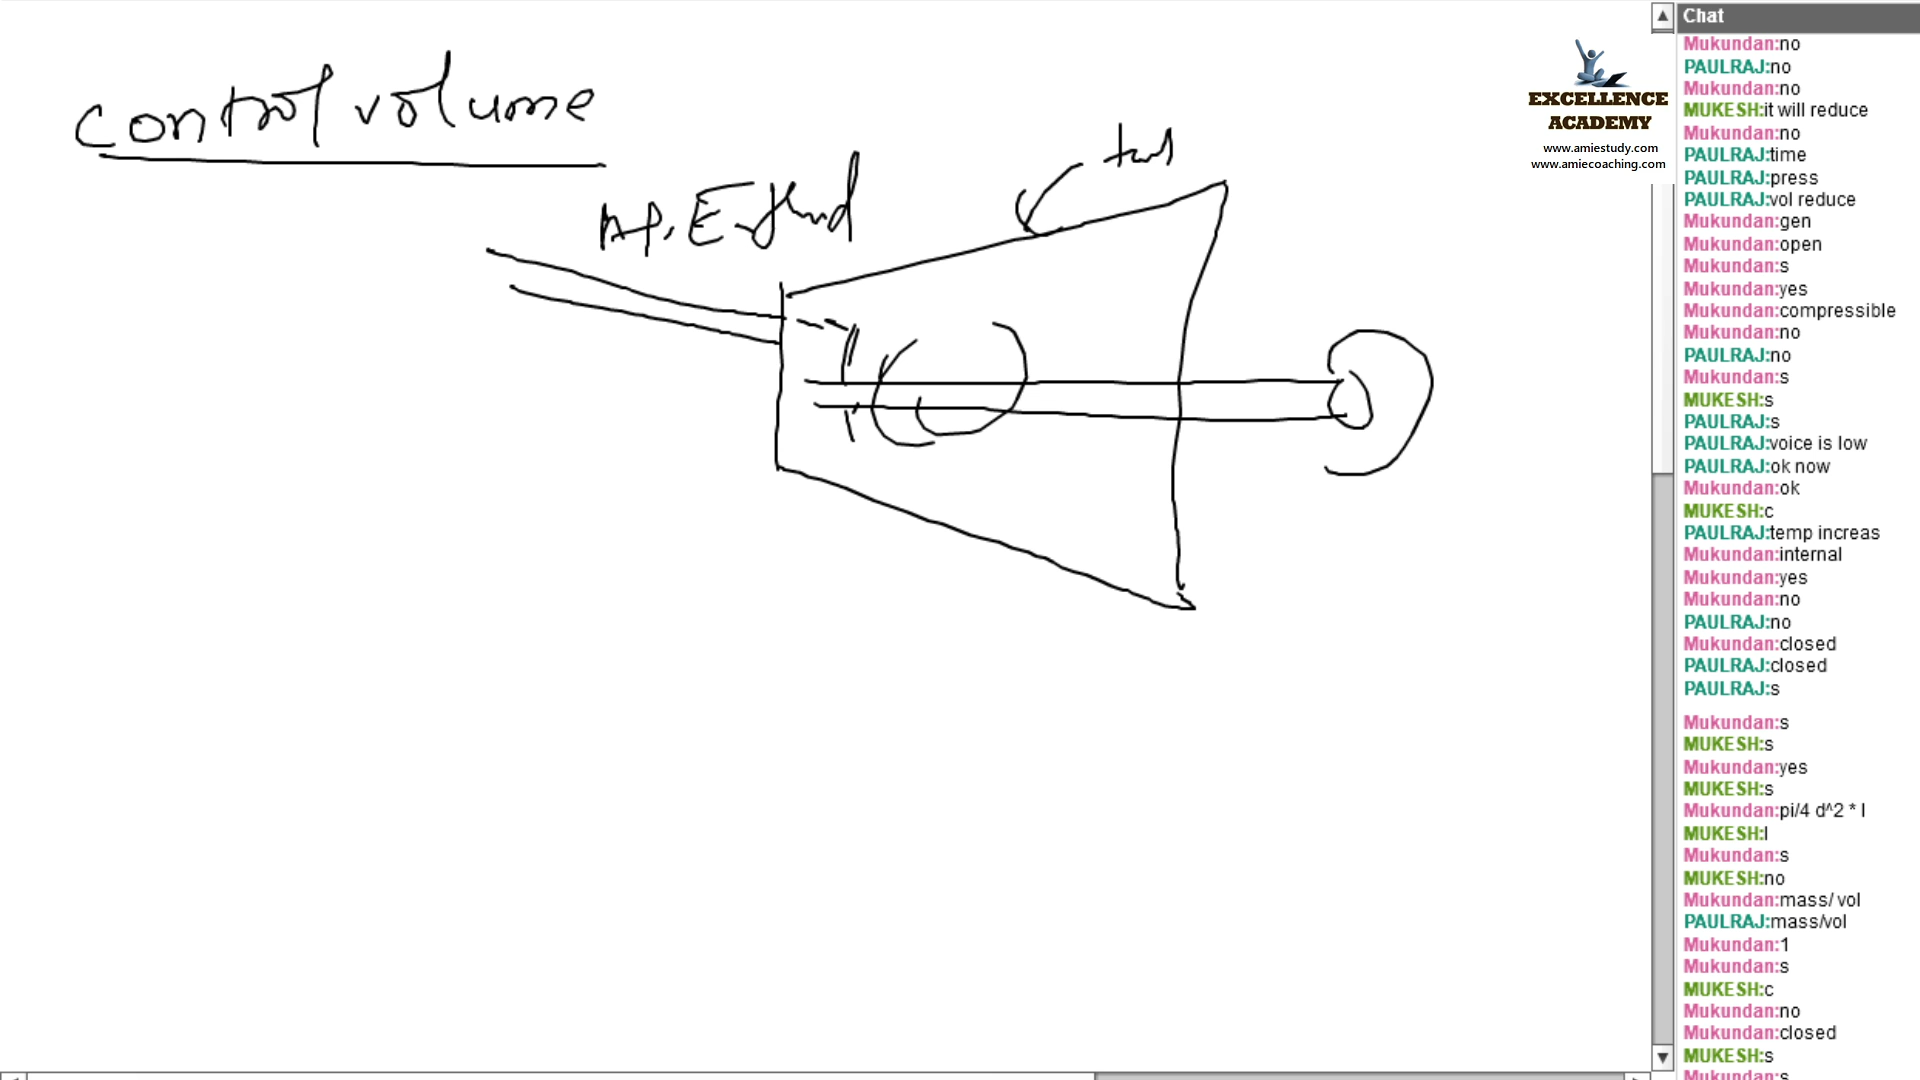 control volume
EXCELLENCE
ACADEMY
www.amiestudy.com
www.amiecoaching.com
Chat
Mukundan:no
PAULRAJ:no
Mukundan:no
MUKESH:it will reduce
Mukundan:no
PAULRAJ:time
PAULRAJ:press
PAULRAJ:vol reduce
Mukundan:gen
Mukundan:open
Mukundan:s
Mukundan:yes
Mukundan:compressible
Mukundan:no
PAULRAJ:no
Mukundan:s
MUKESH:s
PAULRAJ:s
PAULRAJ:voice is low
PAULRAJ:ok now
Mukundan:ok
MUKESH:c
PAULRAJ:temp increas
Mukundan:internal
Mukundan:yes
Mukundan:no
PAULRAJ:no
Mukundan:closed
PAULRAJ:closed
PAULRAJ:s
Mukundan:s
MUKESH:s
Mukundan:yes
MUKESH:s
Mukundan:pi/4 d^2 * l
MUKESH:l
Mukundan:s
MUKESH:no
Mukundan:mass/ vol
PAULRAJ:mass/vol
Mukundan:1
Mukundan:s
MUKESH:c
Mukundan:no
Mukundan:closed
MUKESH:s
Mukundan:s